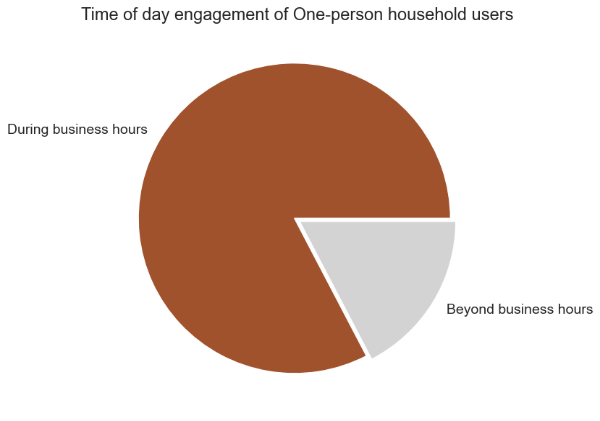 Time of day engagement of One-person household users
During business hours
Beyond business hours